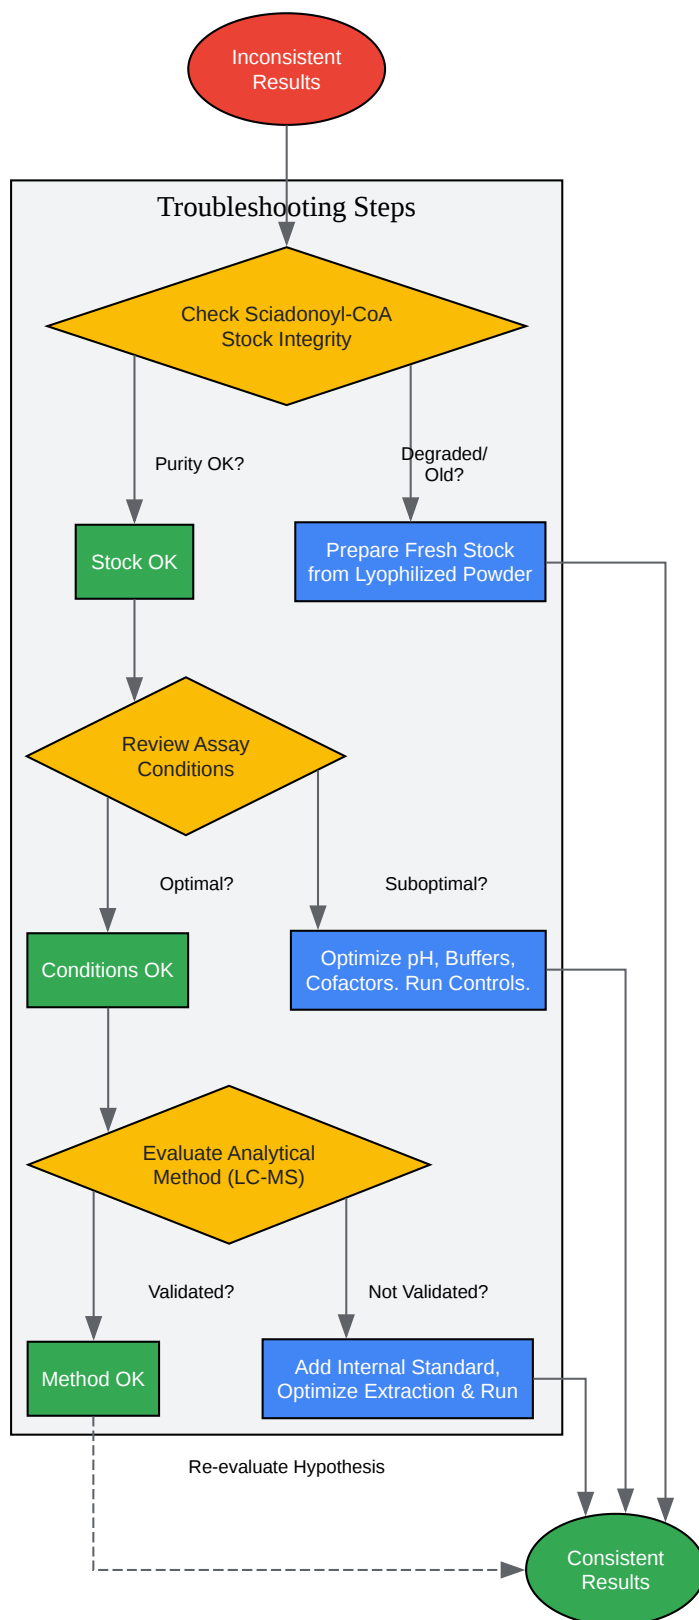 Inconsistent
Results
Troubleshooting Steps
Check Sciadonoyl-CoA
Stock Integrity
Purity OK?
Degraded/
Old?
Stock OK
Prepare Fresh Stock
from Lyophilized Powder
Review Assay
Conditions
Optimal?
Suboptimal?
Conditions OK
Optimize pH, Buffers,
Cofactors. Run Controls.
Evaluate Analytical
Method (LC-MS)
Validated?
Not Validated?
Method OK
Add Internal Standard,
Optimize Extraction & Run
Re-evaluate Hypothesis
Consistent
Results